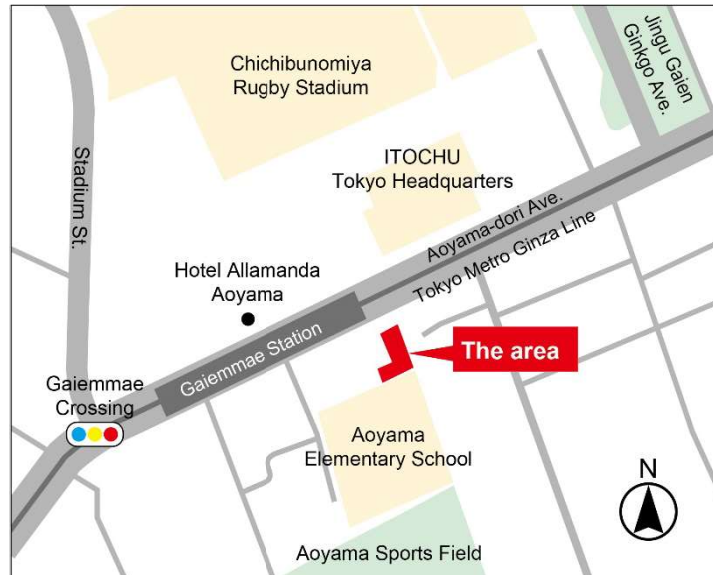 Chichibunomiya
Rugby Stadium
Jingu Gaien
Ginkgo Ave.
Stadium St.
ITOCHU
Tokyo Headquarters
Aoyama-dori Ave.
Tokyo Metro Ginza Line
Hotel Allamanda
Aoyama
Gaiemmae Station
The area
Gaiemmae
Crossing
Aoyama
Elementary School
N
Aoyama Sports Field